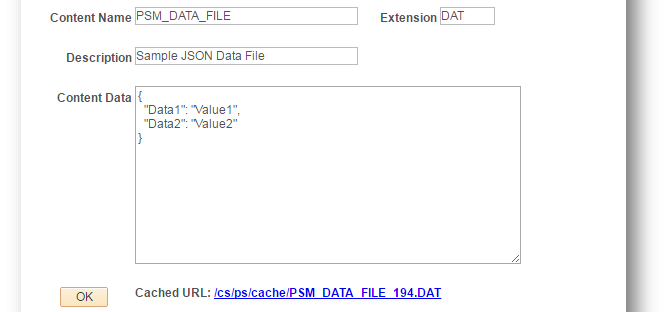 Content Name PSM_DATA_FILE Extension DAT
Description Sample JSON Data File
Content Data {
"Data1": "Value1",
"Data2": "Value2"
}
OK Cached URL: /cs/ps/cache/PSM_DATA_FILE_194.DAT